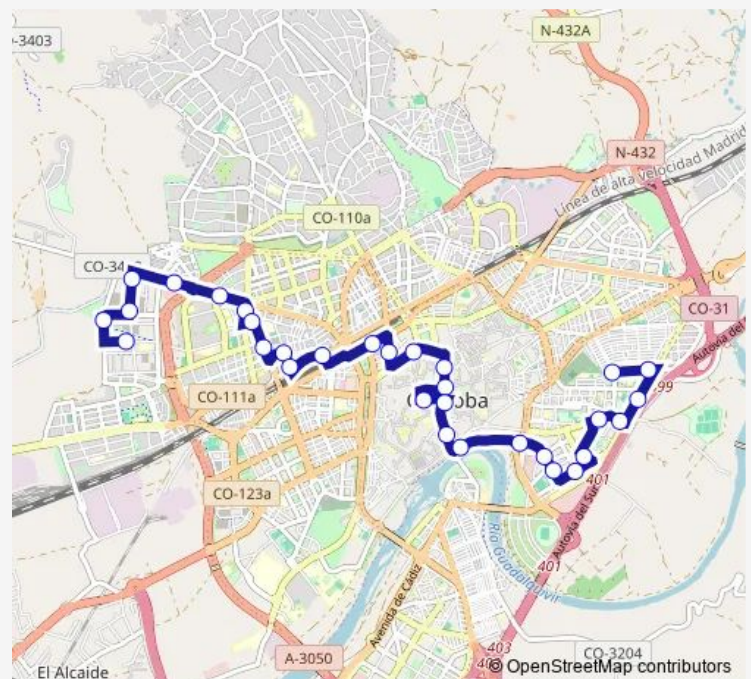 -3403
N-432A
N-432
Línea de alta velocidad Madrid
CO-110a
CO-34
CO-31
Autovía del
-99
CO-111a
C
oba
401
CO-123a
Autovía del Sur
Río Guadalquivir
401
Avenida de Cádiz
CO-3204
403
A-3050
El Alcaide
© OpenStreetMap contributors